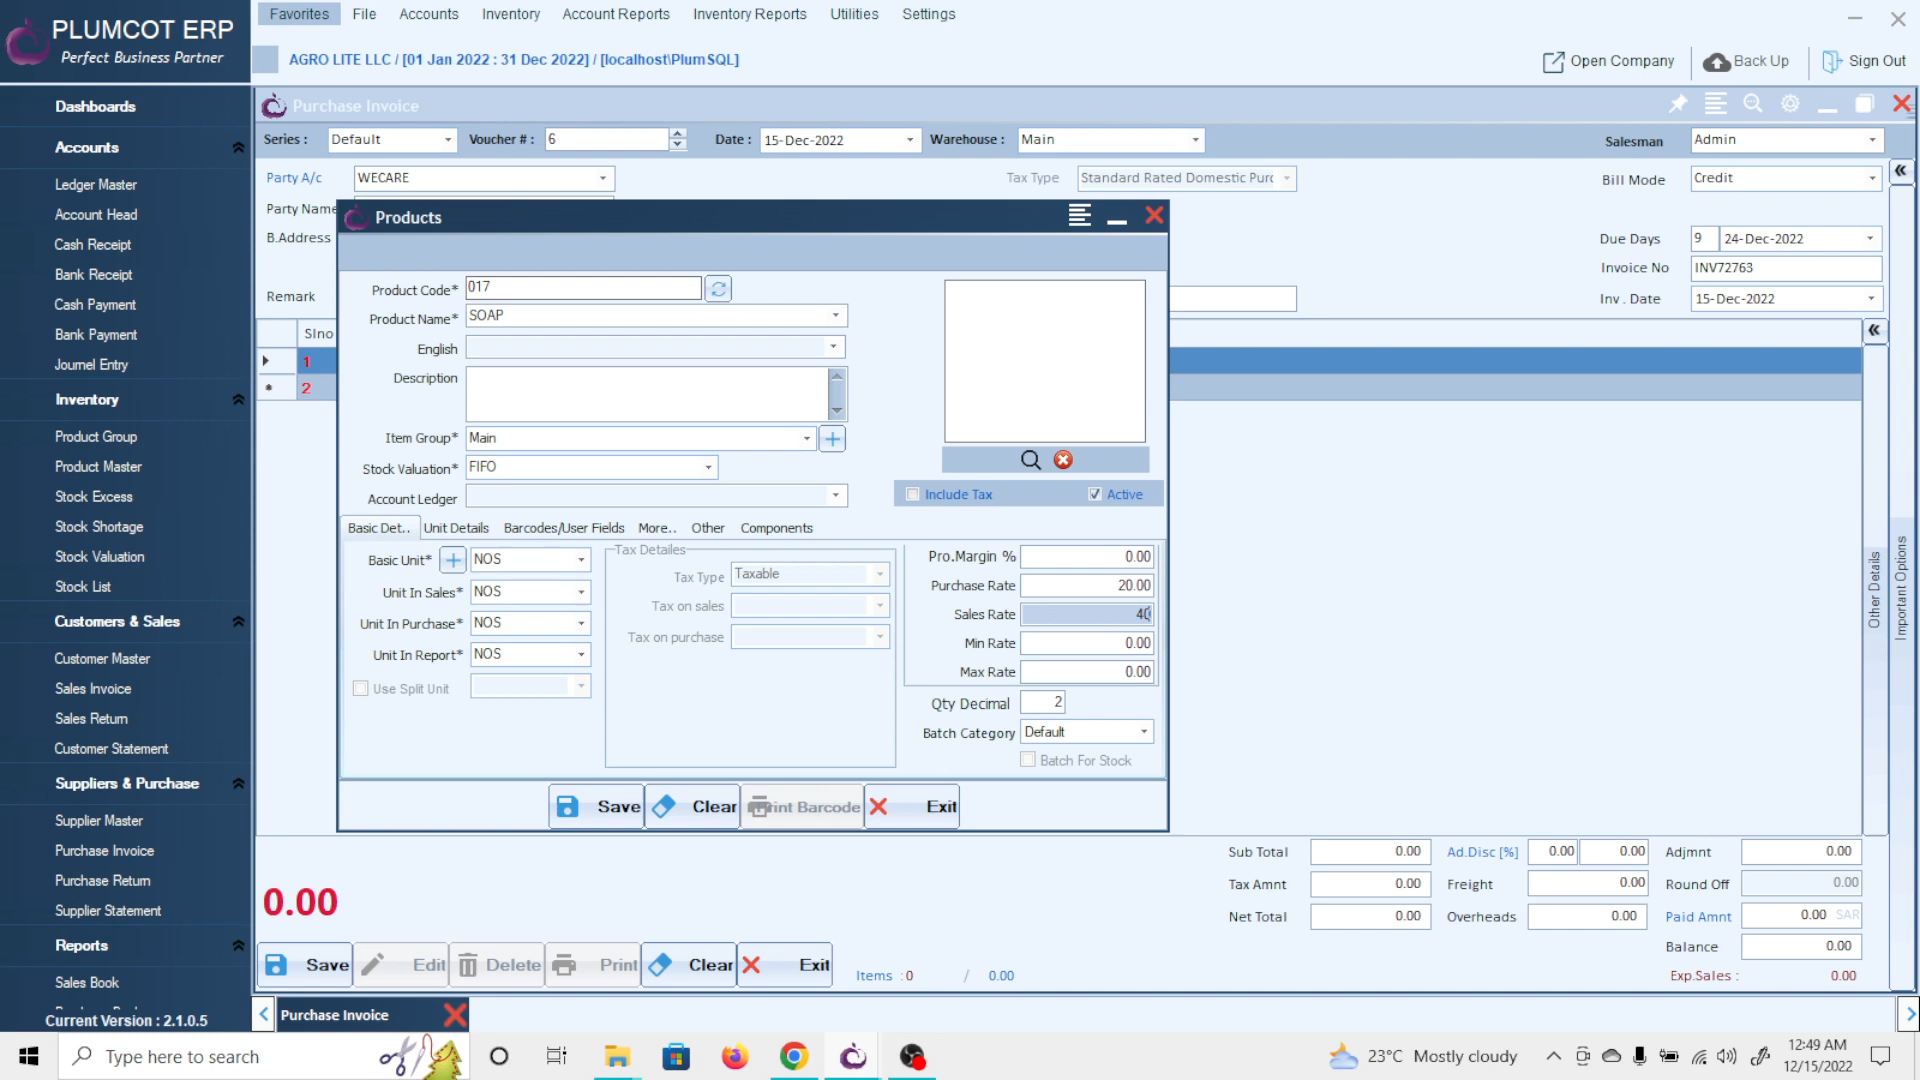 PLUMCOT ERP
Perfect Business Partner
Favorites File Accounts Inventory Account Reports Inventory Reports Utilities Settings
AGRO LITE LLC / [01 Jan 2022 : 31 Dec 2022] / [localhost\PlumSQL]
Open Company Back Up Sign Out
Dashboards
Accounts
Ledger Master
Account Head
Cash Receipt
Bank Receipt
Cash Payment
Bank Payment
Journel Entry
Inventory
Product Group
Product Master
Stock Excess
Stock Shortage
Stock Valuation
Stock List
Customers & Sales
Customer Master
Sales Invoice
Sales Return
Customer Statement
Suppliers & Purchase
Supplier Master
Purchase Invoice
Purchase Return
Supplier Statement
Reports
Sales Book
Current Version : 2.1.0.5
Purchase Invoice
Series : Default Voucher # : 6 Date : 15-Dec-2022 Warehouse : Main Salesman Admin
Party A/c WECARE Tax Type Standard Rated Domestic Purc Bill Mode Credit
Party Name
B.Address Due Days 9 24-Dec-2022
Invoice No INV72763
Remark Inv . Date 15-Dec-2022
Slno
1
* 2
Products
Product Code* 017
Product Name* SOAP
English
Description
Item Group* Main
Stock Valuation* FIFO
Account Ledger
Include Tax Active
Basic Det.. Unit Details Barcodes/User Fields More.. Other Components
Basic Unit* NOS
Unit In Sales* NOS
Unit In Purchase* NOS
Unit In Report* NOS
Use Split Unit
Tax Detailes
Tax Type Taxable
Tax on sales
Tax on purchase
Pro.Margin % 0.00
Purchase Rate 20.00
Sales Rate 40
Min Rate 0.00
Max Rate 0.00
Qty Decimal 2
Batch Category Default
Batch For Stock
Save Clear Print Barcode Exit
Other Details
Important Options
Sub Total 0.00 Ad.Disc [%] 0.00 0.00 Adjmnt 0.00
Tax Amnt 0.00 Freight 0.00 Round Off 0.00
Net Total 0.00 Overheads 0.00 Paid Amnt 0.00 SAR
Balance 0.00
Exp.Sales : 0.00
0.00
Save Edit Delete Print Clear Exit
Items : 0 / 0.00
Purchase Invoice
Type here to search
23°C Mostly cloudy
12:49 AM
12/15/2022